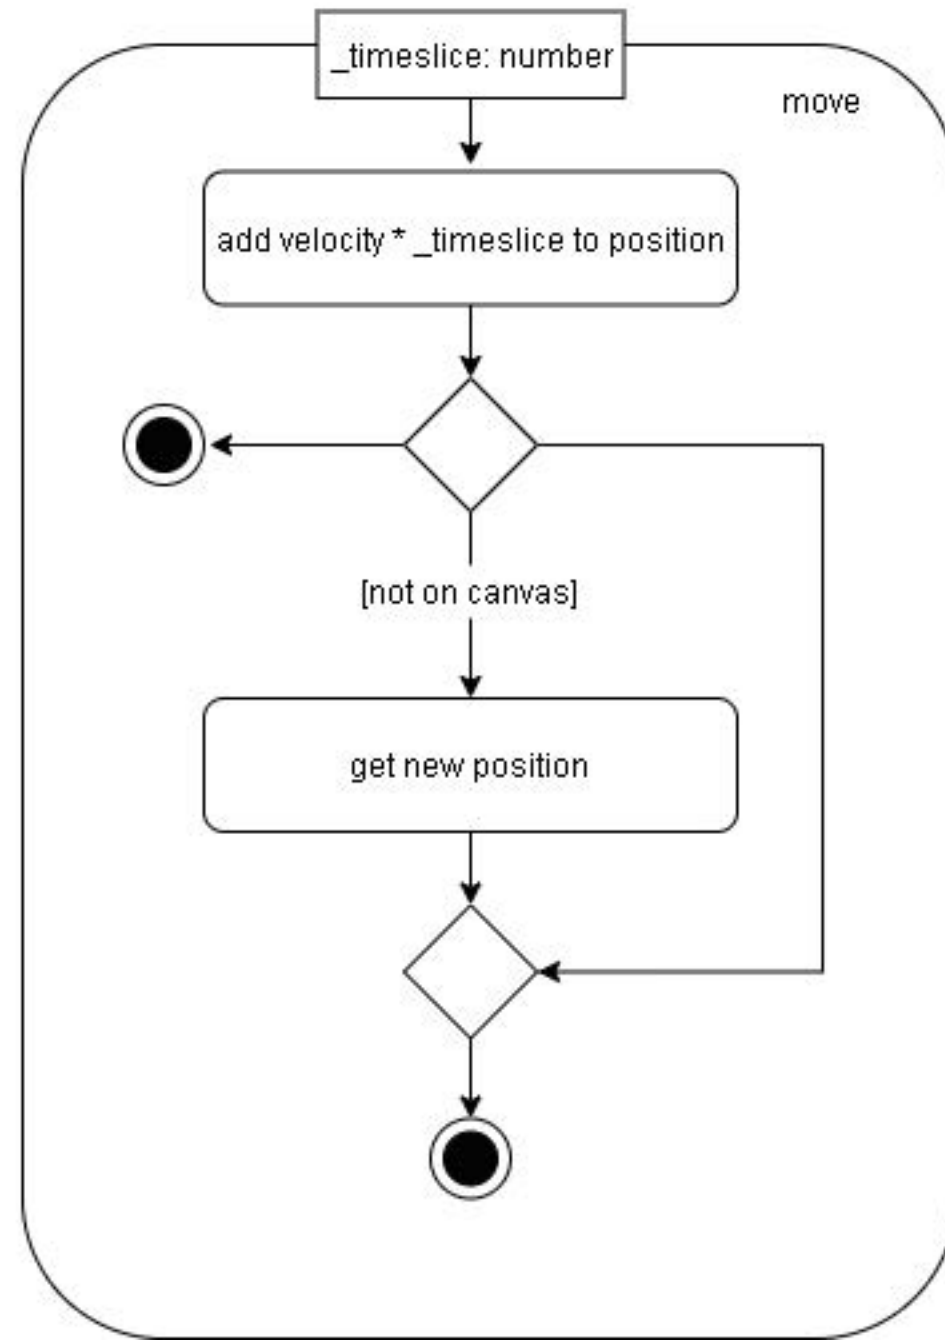 _timeslice: number
move
add velocity * _timeslice to position
[not on canvas]
get new position